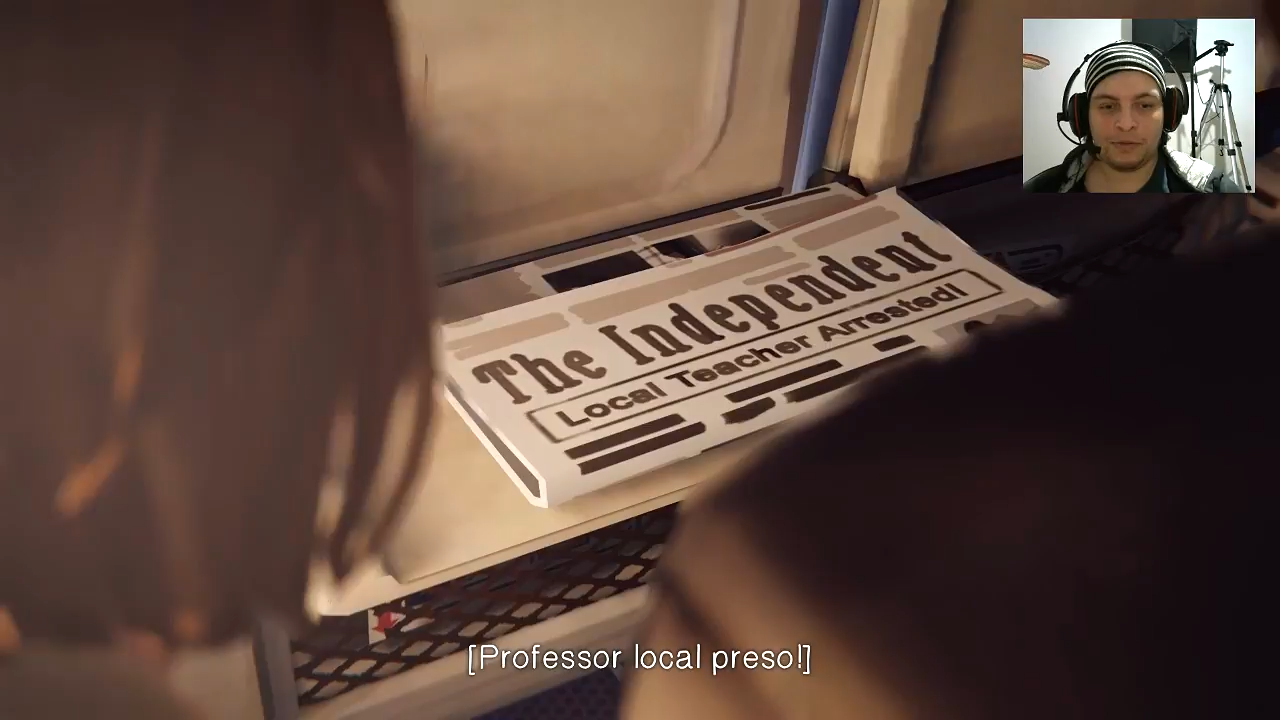 The Independent
Local Teacher Arrested!
[Professor local preso!]